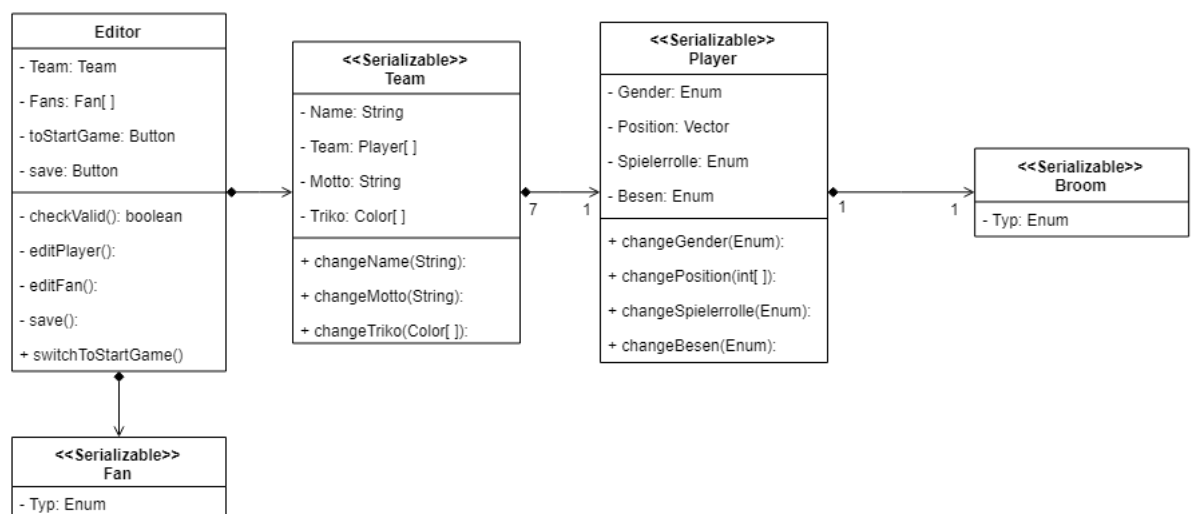 Editor
- Team: Team
- Fans: Fan[ ]
- toStartGame: Button
- save: Button
- checkValid(): boolean
- editPlayer():
- editFan():
- save():
+ switchToStartGame()
<<Serializable>>
Team
- Name: String
- Team: Player[ ]
- Motto: String
- Triko: Color[ ]
+ changeName(String):
+ changeMotto(String):
+ changeTriko(Color[ ]):
7
1
<<Serializable>>
Player
- Gender: Enum
- Position: Vector
- Spielerrolle: Enum
- Besen: Enum
+ changeGender(Enum):
+ changePosition(int[ ]):
+ changeSpielerrolle(Enum):
+ changeBesen(Enum):
1
1
<<Serializable>>
Broom
- Typ: Enum
<<Serializable>>
Fan
- Typ: Enum